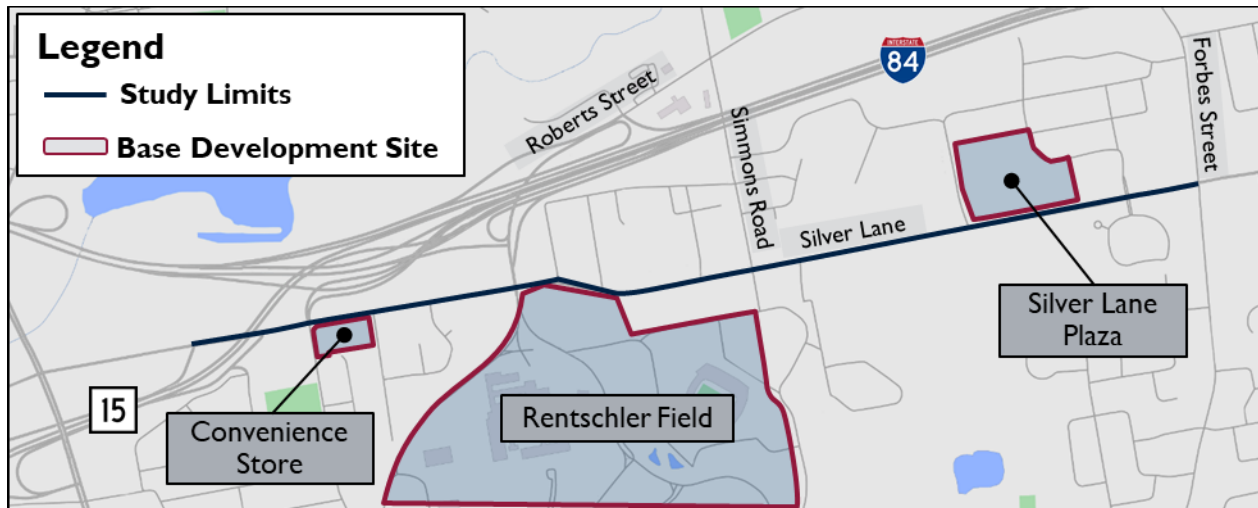 Legend
Study Limits
Base Development Site
Roberts Street
INTERSTATE
84
Simmons Road
Forbes Street
Silver Lane
Silver Lane
Plaza
15
Convenience
Store
Rentschler Field